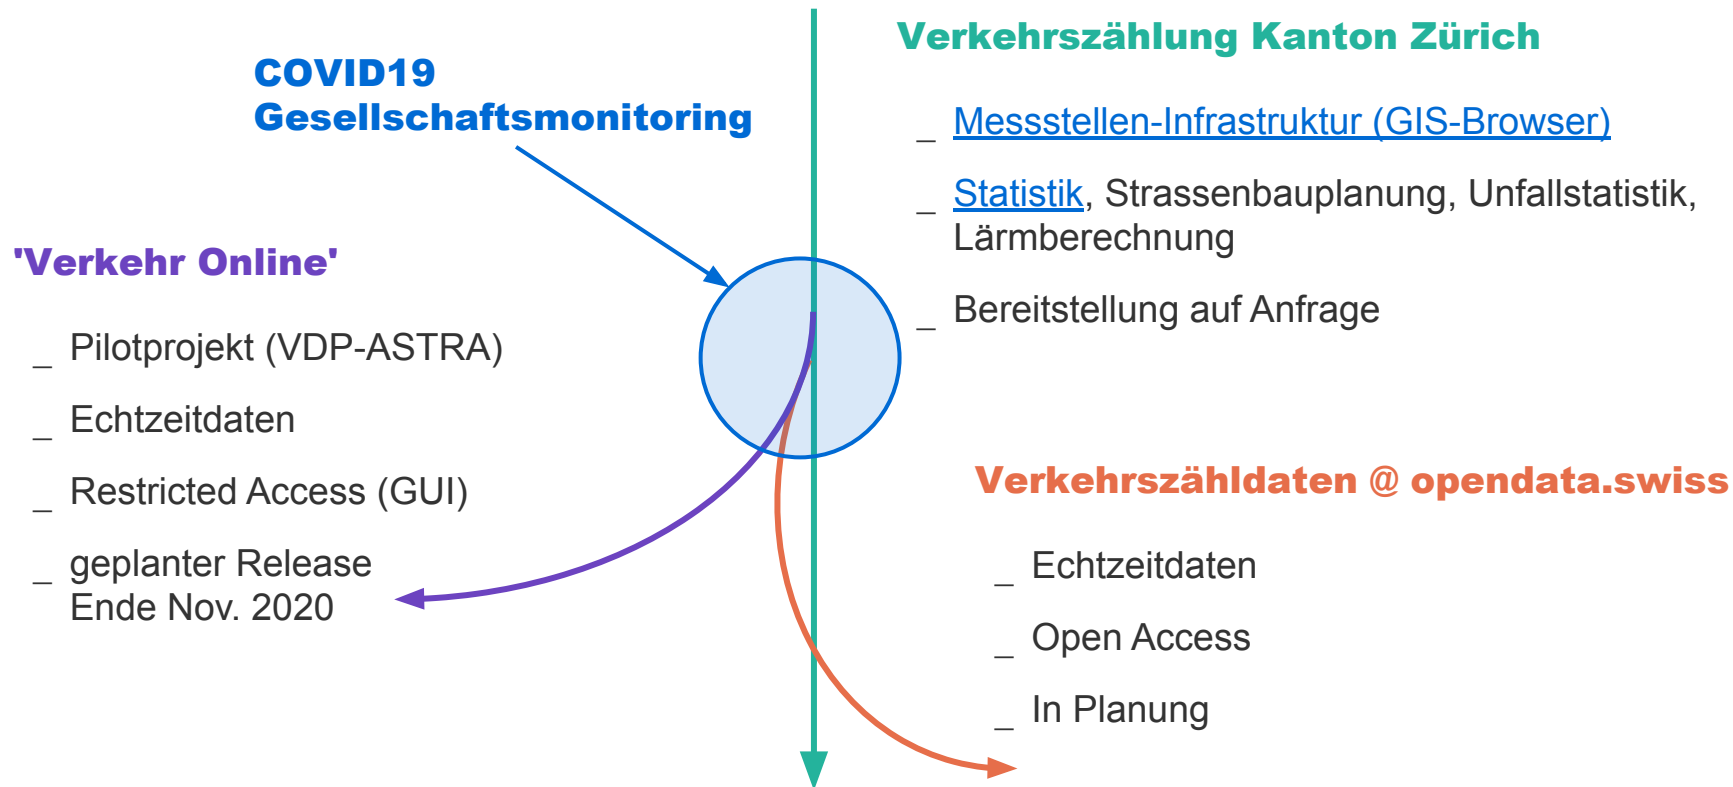 COVID19
Gesellschaftsmonitoring
'Verkehr Online'
_ Pilotprojekt (VDP-ASTRA)
_ Echtzeitdaten
_ Restricted Access (GUI)
_ geplanter Release
Ende Nov. 2020
Verkehrszählung Kanton Zürich
_ Messstellen-Infrastruktur (GIS-Browser)
_ Statistik, Strassenbauplanung, Unfallstatistik,
Lärmberechnung
_ Bereitstellung auf Anfrage
Verkehrszähldaten @ opendata.swiss
_ Echtzeitdaten
_ Open Access
_ In Planung